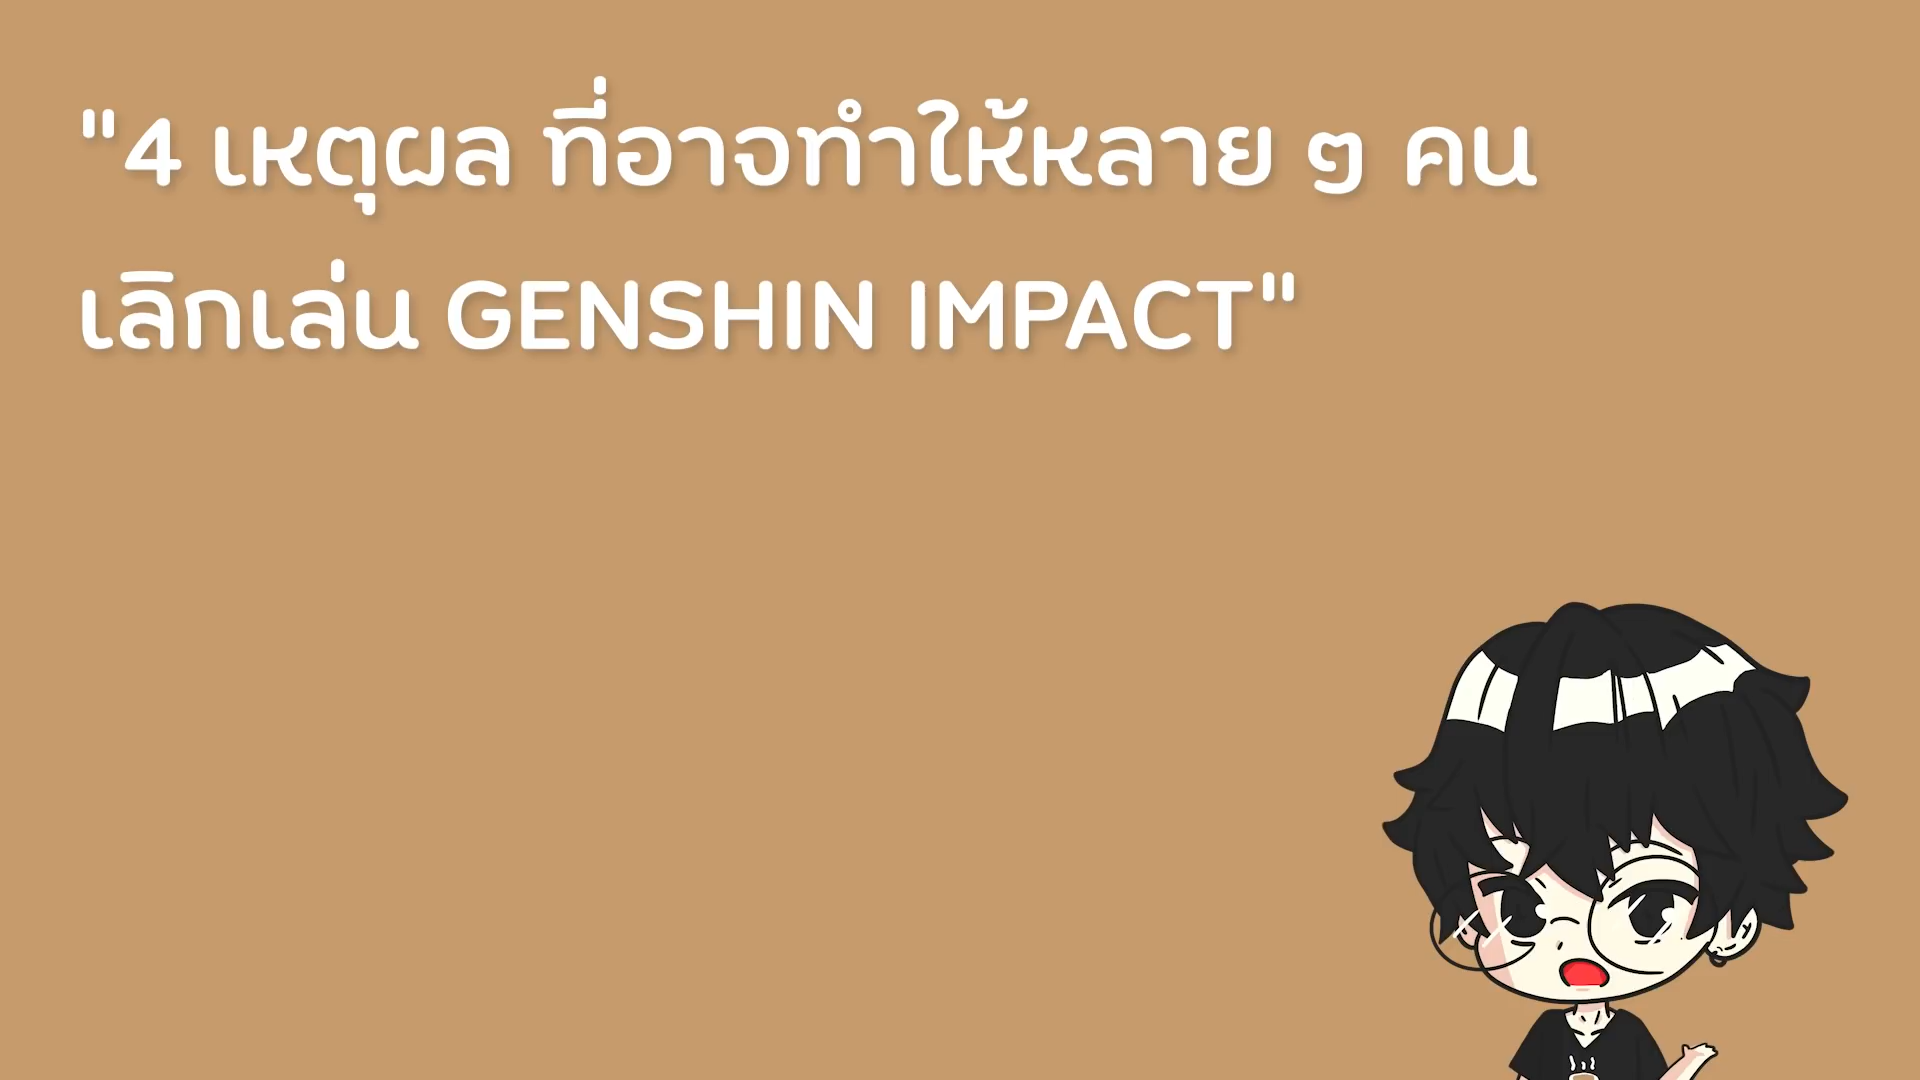 "4 เหตุผล ที่อาจทำให้หลาย ๆ คน
เลิกเล่น GENSHIN IMPACT"